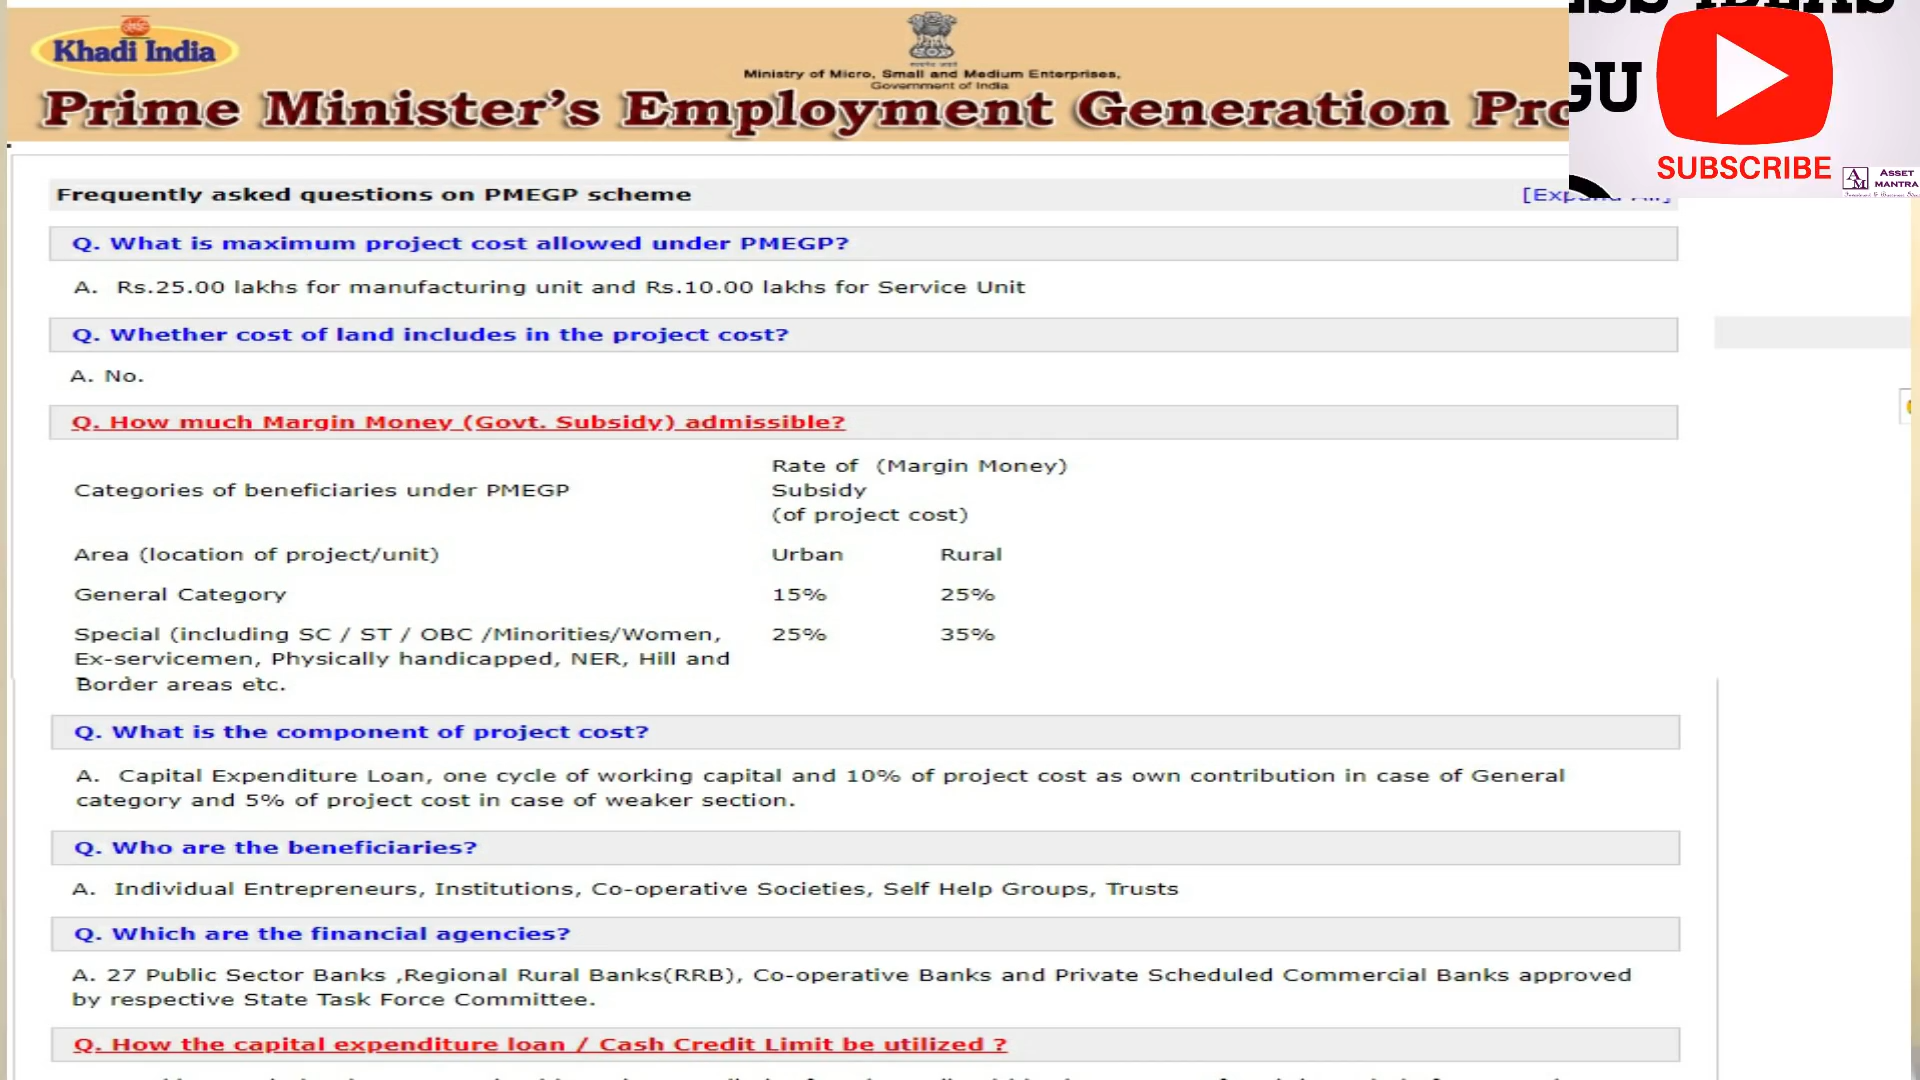 Khadi India
Ministry of Micro, Small and Medium Enterprises,
Government of India
Prime Minister's Employment Generation Pro
GU
SUBSCRIBE
AM
ASSET
MANTRA
Frequently asked questions on PMEGP scheme
Q. What is maximum project cost allowed under PMEGP?
A. Rs.25.00 lakhs for manufacturing unit and Rs.10.00 lakhs for Service Unit
Q. Whether cost of land includes in the project cost?
A. No.
Q. How much Margin Money (Govt. Subsidy) admissible?
Categories of beneficiaries under PMEGP
Rate of (Margin Money)
Subsidy
(of project cost)
Area (location of project/unit) Urban Rural
General Category 15% 25%
Special (including SC / ST / OBC /Minorities/Women, 25% 35%
Ex-servicemen, Physically handicapped, NER, Hill and
Border areas etc.
Q. What is the component of project cost?
A. Capital Expenditure Loan, one cycle of working capital and 10% of project cost as own contribution in case of General
category and 5% of project cost in case of weaker section.
Q. Who are the beneficiaries?
A. Individual Entrepreneurs, Institutions, Co-operative Societies, Self Help Groups, Trusts
Q. Which are the financial agencies?
A. 27 Public Sector Banks ,Regional Rural Banks(RRB), Co-operative Banks and Private Scheduled Commercial Banks approved
by respective State Task Force Committee.
Q. How the capital expenditure loan / Cash Credit Limit be utilized ?